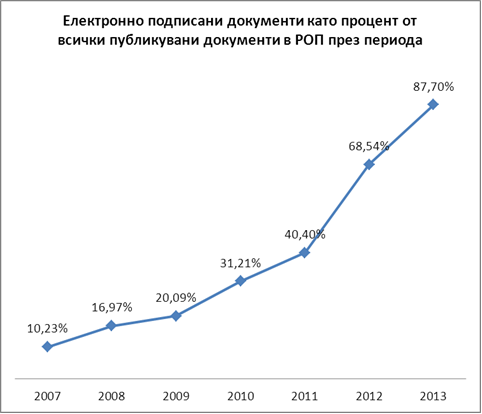 Електронно подписани документи като процент от
всички публикувани документи в РОП през периода
87,70%
68,54%
40,40%
31,21%
20,09%
16,97%
10,23%
2007 2008 2009 2010 2011 2012 2013